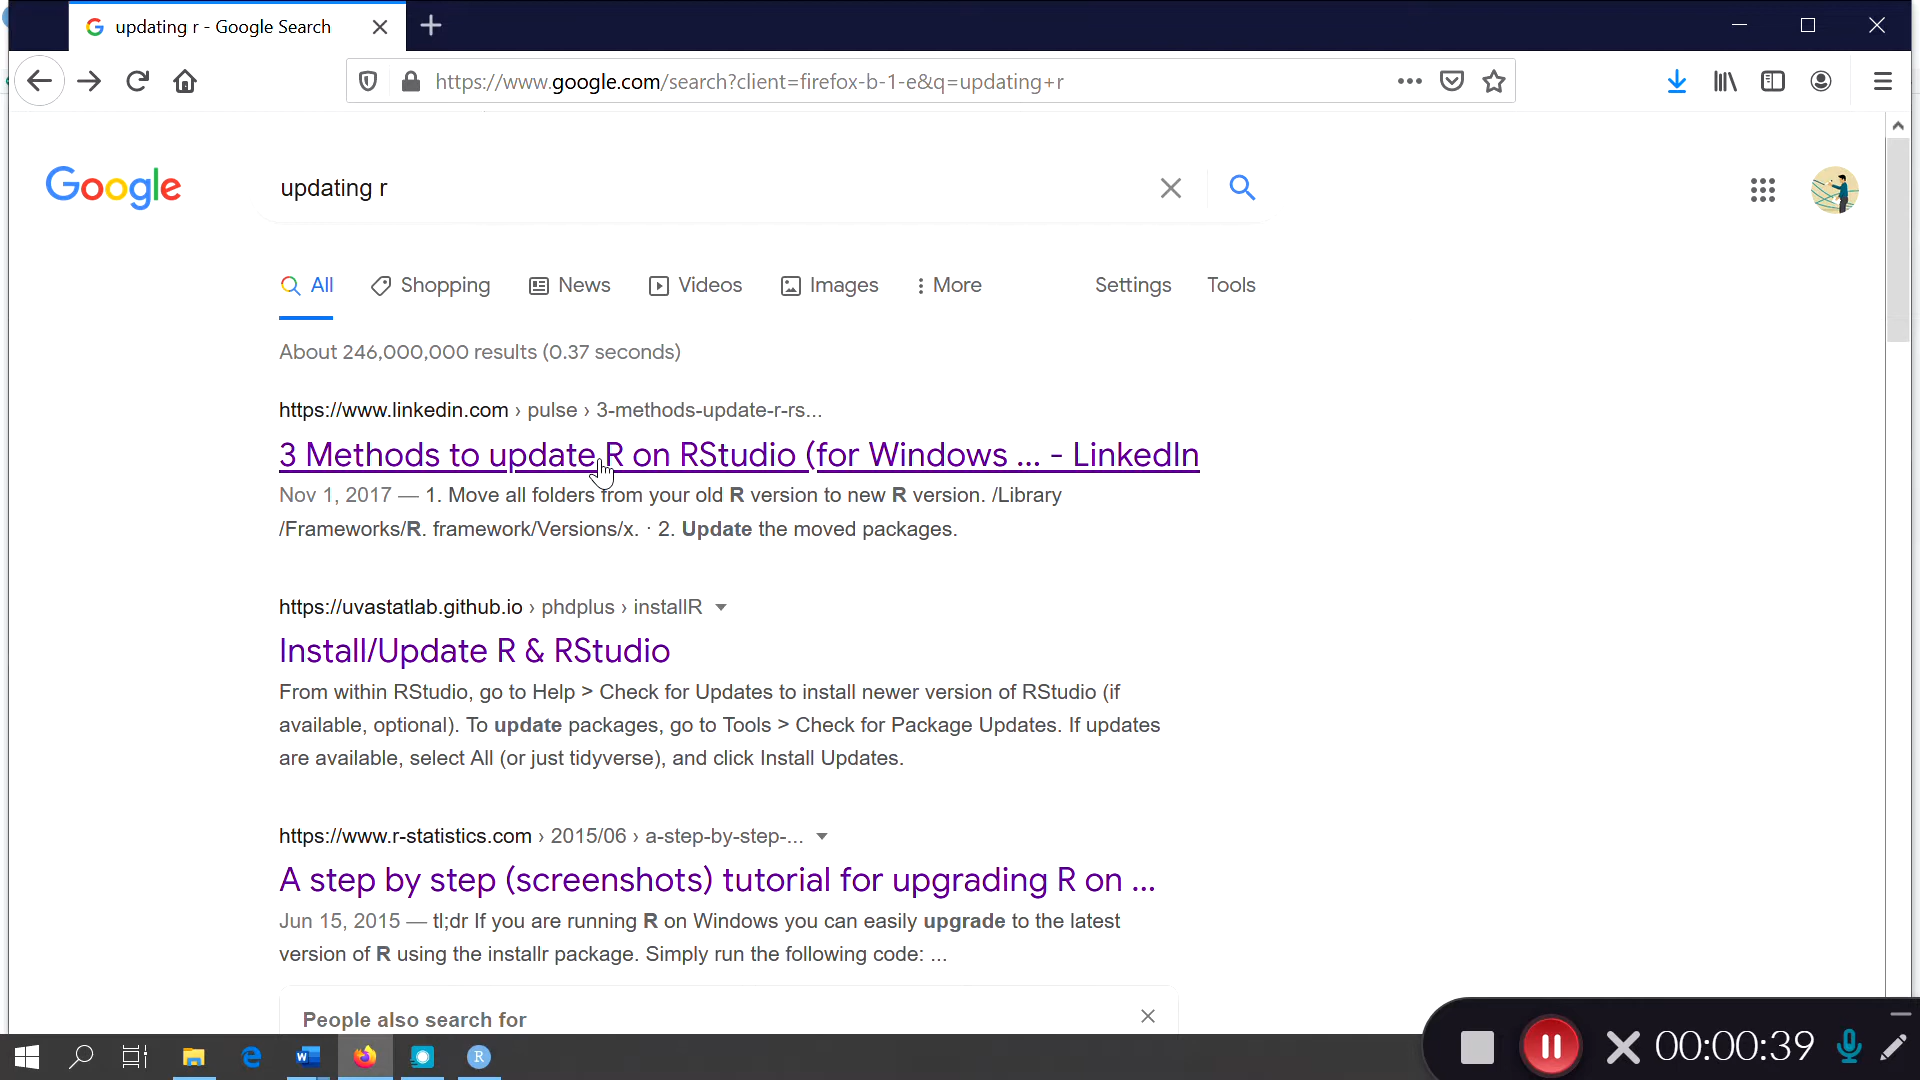 updating r - Google Search
https://www.google.com/search?client=firefox-b-1-e&q=updating+r
Google
updating r
All
Shopping
News
Videos
Images
More
Settings
Tools
About 246,000,000 results (0.37 seconds)
https://www.linkedin.com › pulse › 3-methods-update-r-rs...
3 Methods to update R on RStudio (for Windows ... - LinkedIn
Nov 1, 2017 — 1. Move all folders from your old R version to new R version. /Library
/Frameworks/R. framework/Versions/x. · 2. Update the moved packages.
https://uvastatlab.github.io › phdplus › installR
Install/Update R & RStudio
From within RStudio, go to Help > Check for Updates to install newer version of RStudio (if
available, optional). To update packages, go to Tools > Check for Package Updates. If updates
are available, select All (or just tidyverse), and click Install Updates.
https://www.r-statistics.com › 2015/06 › a-step-by-step-...
A step by step (screenshots) tutorial for upgrading R on ...
Jun 15, 2015 — tl;dr If you are running R on Windows you can easily upgrade to the latest
version of R using the installr package. Simply run the following code: ...
People also search for
00:00:39